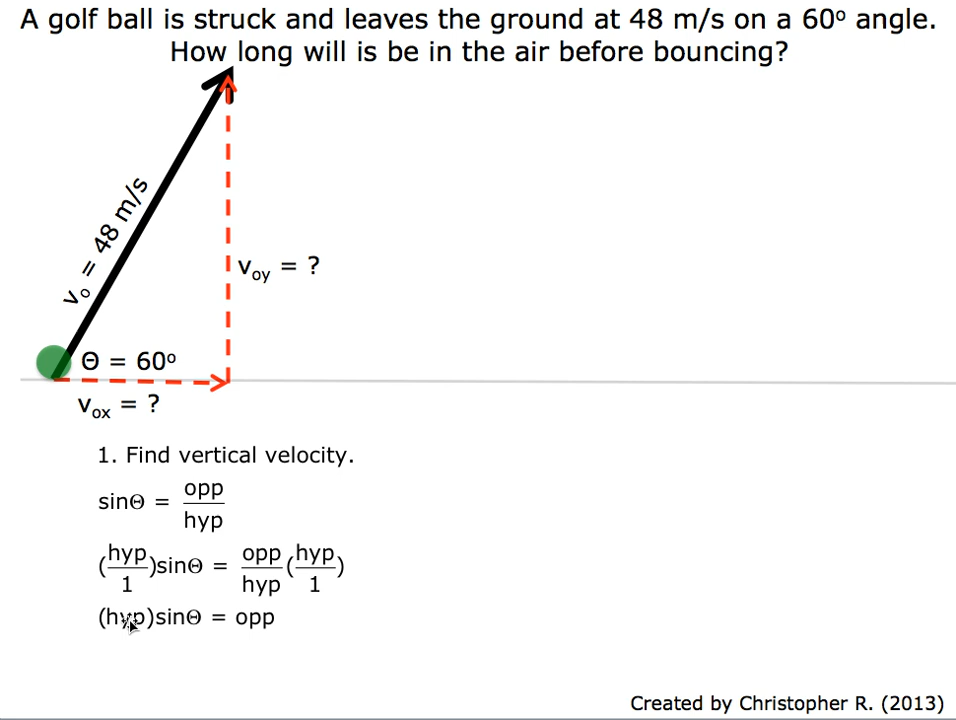 A golf ball is struck and leaves the ground at 48 m/s on a 60º angle.
How long will is be in the air before bouncing?
vo = 48 m/s
voy = ?
Θ = 60º
vox = ?
1. Find vertical velocity.
sinΘ = opp/hyp
(hyp/1)sinΘ = opp/hyp(hyp/1)
(hyp)sinΘ = opp
Created by Christopher R. (2013)